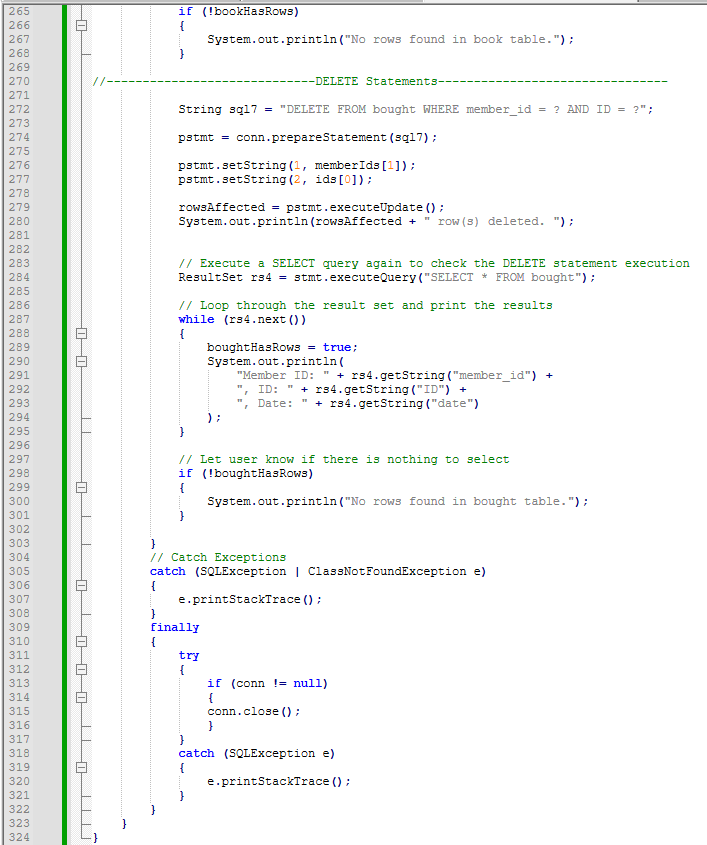 265 if (!bookHasRows)
266 {
267 System.out.println("No rows found in book table.");
268 }
269
270 //-----------------------------DELETE Statements--------------------------------
271
272 String sql7 = "DELETE FROM bought WHERE member_id = ? AND ID = ?";
273
274 pstmt = conn.prepareStatement(sql7);
275
276 pstmt.setString(1, memberIds[1]);
277 pstmt.setString(2, ids[0]);
278
279 rowsAffected = pstmt.executeUpdate();
280 System.out.println(rowsAffected + " row(s) deleted. ");
281
282
283 // Execute a SELECT query again to check the DELETE statement execution
284 ResultSet rs4 = stmt.executeQuery("SELECT * FROM bought");
285
286 // Loop through the result set and print the results
287 while (rs4.next())
288 {
289 boughtHasRows = true;
290 System.out.println(
291 "Member ID: " + rs4.getString("member_id") +
292 ", ID: " + rs4.getString("ID") +
293 ", Date: " + rs4.getString("date")
294 );
295 }
296
297 // Let user know if there is nothing to select
298 if (!boughtHasRows)
299 {
300 System.out.println("No rows found in bought table.");
301 }
302
303 }
304 // Catch Exceptions
305 catch (SQLException | ClassNotFoundException e)
306 {
307 e.printStackTrace();
308 }
309 finally
310 {
311 try
312 {
313 if (conn != null)
314 {
315 conn.close();
316 }
317 }
318 catch (SQLException e)
319 {
320 e.printStackTrace();
321 }
322 }
323 }
324 }